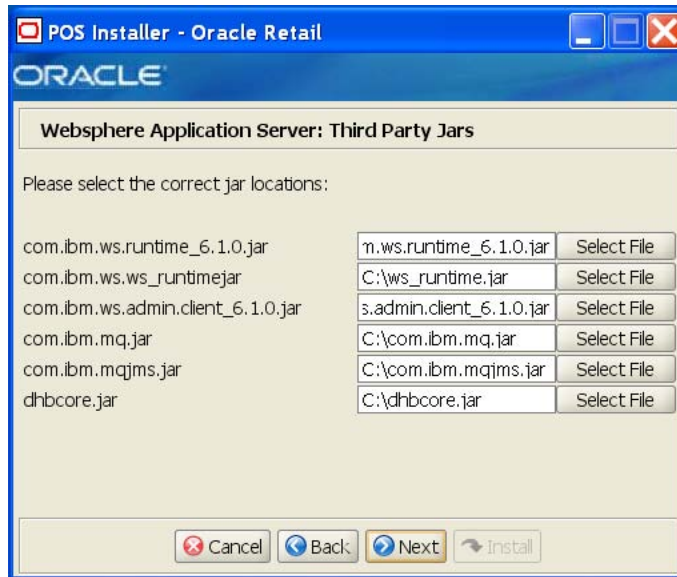 POS Installer - Oracle Retail
ORACLE
Websphere Application Server: Third Party Jars
Please select the correct jar locations:
com.ibm.ws.runtime_6.1.0.jar n.ws.runtime_6.1.0.jar Select File
com.ibm.ws.ws_runtimejar C:\ws_runtime.jar Select File
com.ibm.ws.admin.client_6.1.0.jar s.admin.client_6.1.0.jar Select File
com.ibm.mq.jar C:\com.ibm.mq.jar Select File
com.ibm.mqjms.jar C:\com.ibm.mqjms.jar Select File
dhbcore.jar C:\dhbcore.jar Select File
Cancel Back Next Install